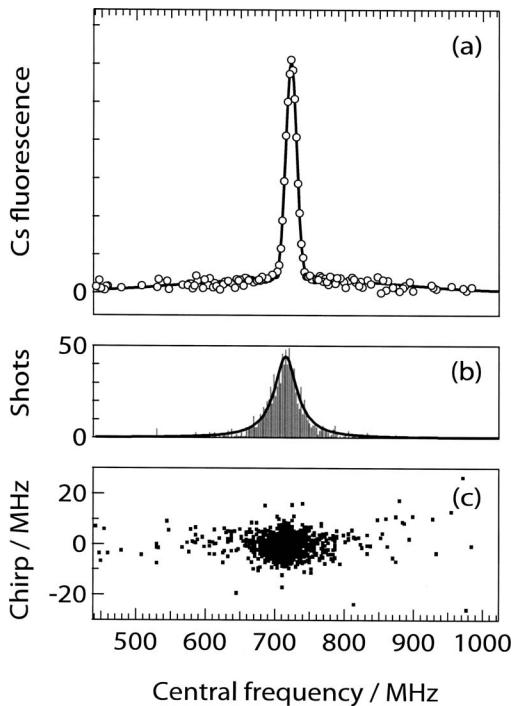 (a)
Cs fluorescence
0
50
(b)
Shots
0
(c)
20
Chirp / MHz
0
-20
500 600 700 800 900 1000
Central frequency / MHz